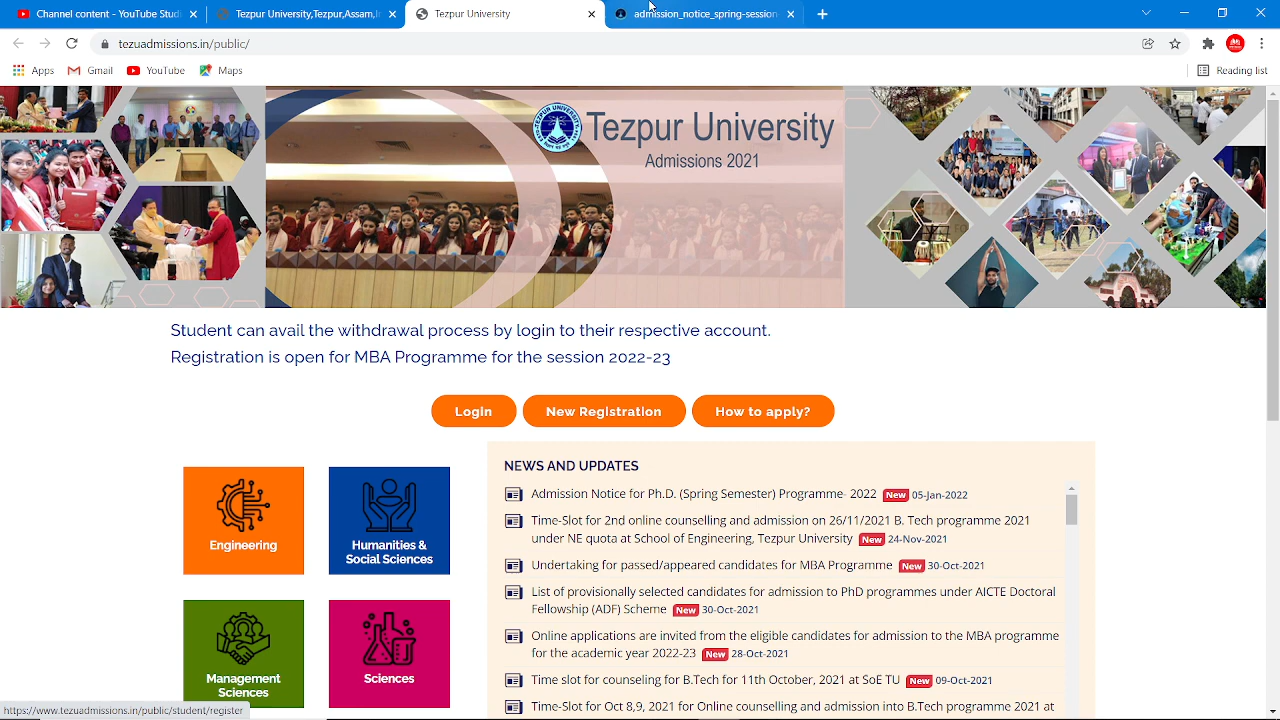 Channel content - YouTube Stud
Tezpur University,Tezpur,Assam,I
Tezpur University
admission_notice_spring-session
tezuadmissions.in/public/
Apps
Gmail
YouTube
Maps
Reading list
Tezpur University
Admissions 2021
Student can avail the withdrawal process by login to their respective account.
Registration is open for MBA Programme for the session 2022-23
Login
New Registration
How to apply?
Engineering
Humanities &
Social Sciences
Management
Sciences
Sciences
NEWS AND UPDATES
Admission Notice for Ph.D. (Spring Semester) Programme 2022 New 05-Jan-2022
Time-Slot for 2nd online counselling and admission on 26/11/2021 B. Tech programme 2021
under NE quota at School of Engineering, Tezpur University New 24-Nov-2021
Undertaking for passed/appeared candidates for MBA Programme New 30-Oct-2021
List of provisionally selected candidates for admission to PhD programmes under AICTE Doctoral
Fellowship (ADF) Scheme New 30-Oct-2021
Online applications are invited from the eligible candidates for admission to the MBA programme
for the academic year 2022-23 New 28-Oct-2021
Time slot for counseling for B.Tech for 11th October, 2021 at SoE TU New 09-Oct-2021
Time-Slot for Oct 8,9, 2021 for Online counselling and admission into B.Tech programme 2021 at
https://www.tezuadmissions.in/public/student/register